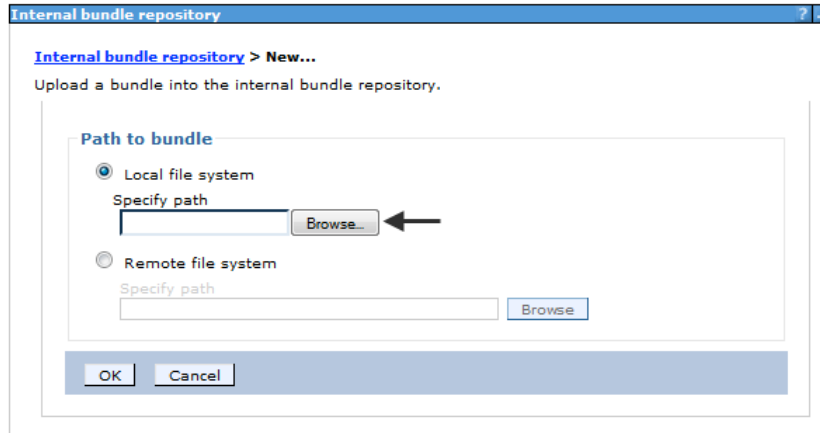 Internal bundle repository ?
Internal bundle repository > New...
Upload a bundle into the internal bundle repository.
Path to bundle
Local file system
Specify path
Browse...
Remote file system
Specify path
Browse
OK Cancel